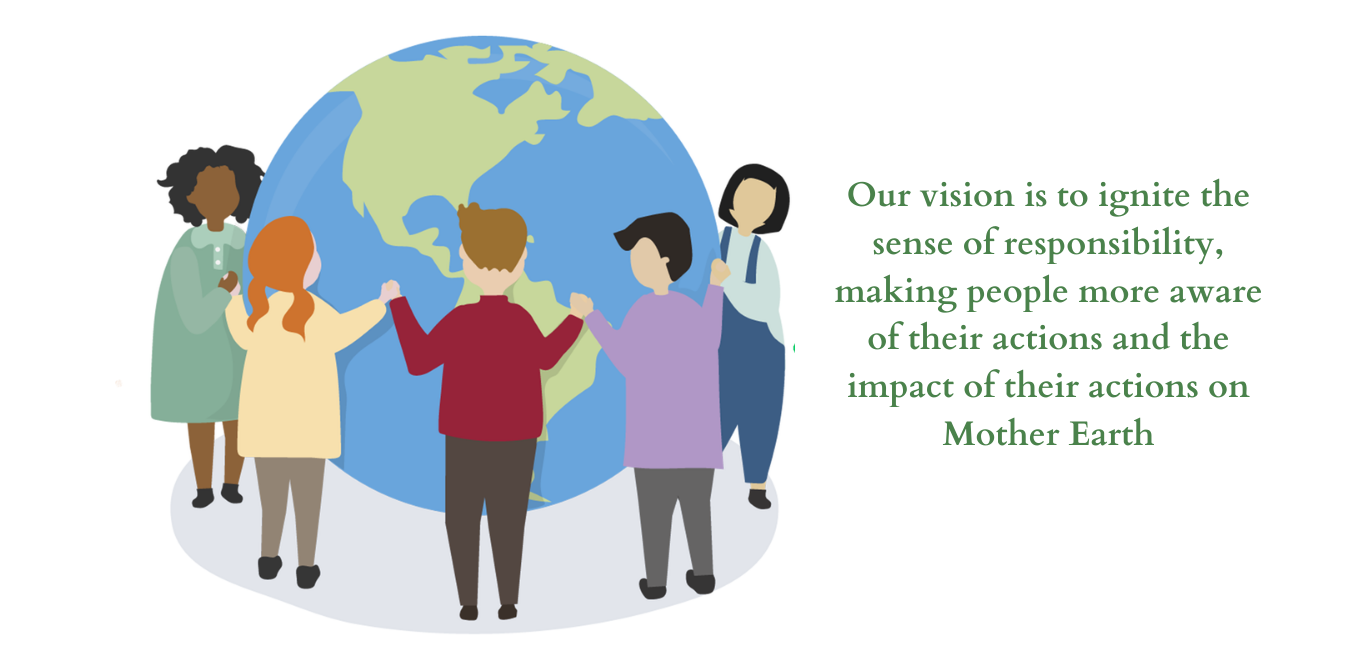 Our vision is to ignite the
sense of responsibility,
making people more aware
of their actions and the
impact of their actions on
Mother Earth